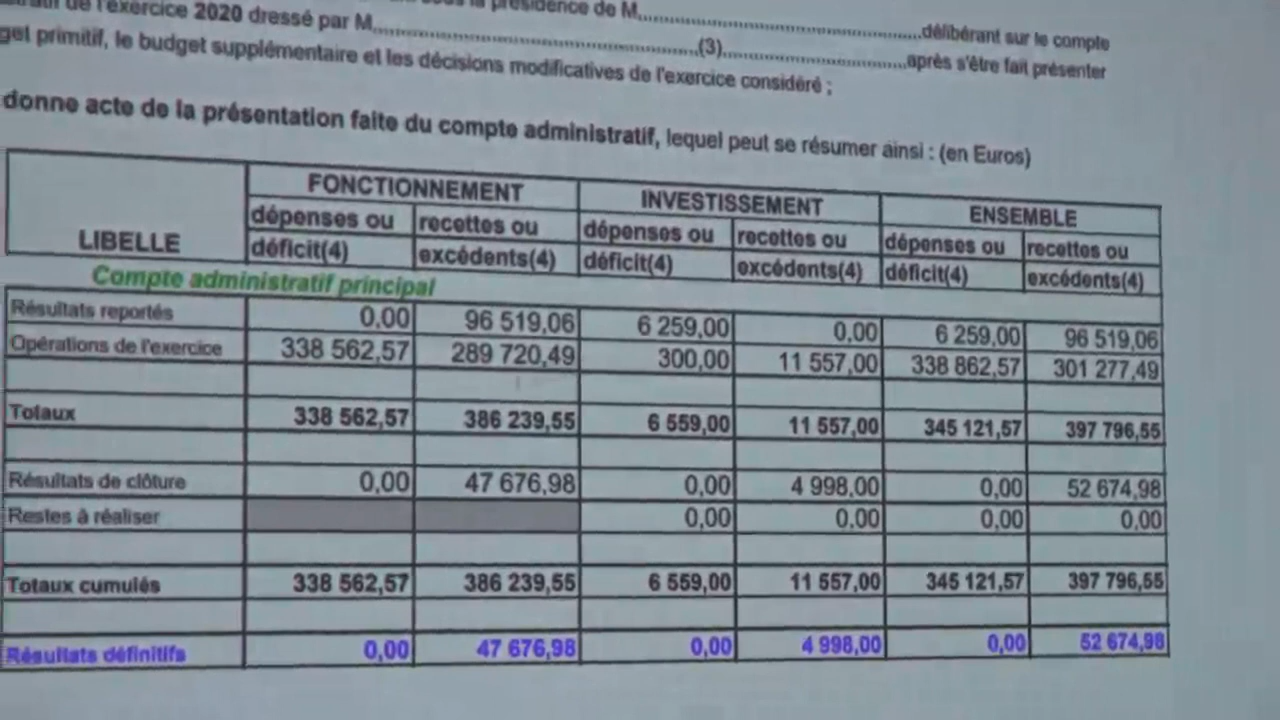 de l'exercice 2020 dressé par M. la présidence de M. délibérant sur le compte
(3) après s'être fait présenter
get primitif, le budget supplémentaire et les décisions modificatives de l'exercice considéré ;
donne acte de la présentation faite du compte administratif, lequel peut se résumer ainsi : (en Euros)
LIBELLE FONCTIONNEMENT INVESTISSEMENT ENSEMBLE
dépenses ou recettes ou dépenses ou recettes ou dépenses ou recettes ou
déficit(4) excédents(4) déficit(4) excédents(4) déficit(4) excédents(4)
Compte administratif principal
Résultats reportés 0,00 96 519,06 6 259,00 0,00 6 259,00 96 519,06
Opérations de l'exercice 338 562,57 289 720,49 300,00 11 557,00 338 862,57 301 277,49
Totaux 338 562,57 386 239,55 6 559,00 11 557,00 345 121,57 397 796,55
Résultats de clôture 0,00 47 676,98 0,00 4 998,00 0,00 52 674,98
Restes à réaliser 0,00 0,00 0,00 0,00
Totaux cumulés 338 562,57 386 239,55 6 559,00 11 557,00 345 121,57 397 796,55
Résultats définitifs 0,00 47 676,98 0,00 4 998,00 0,00 52 674,98